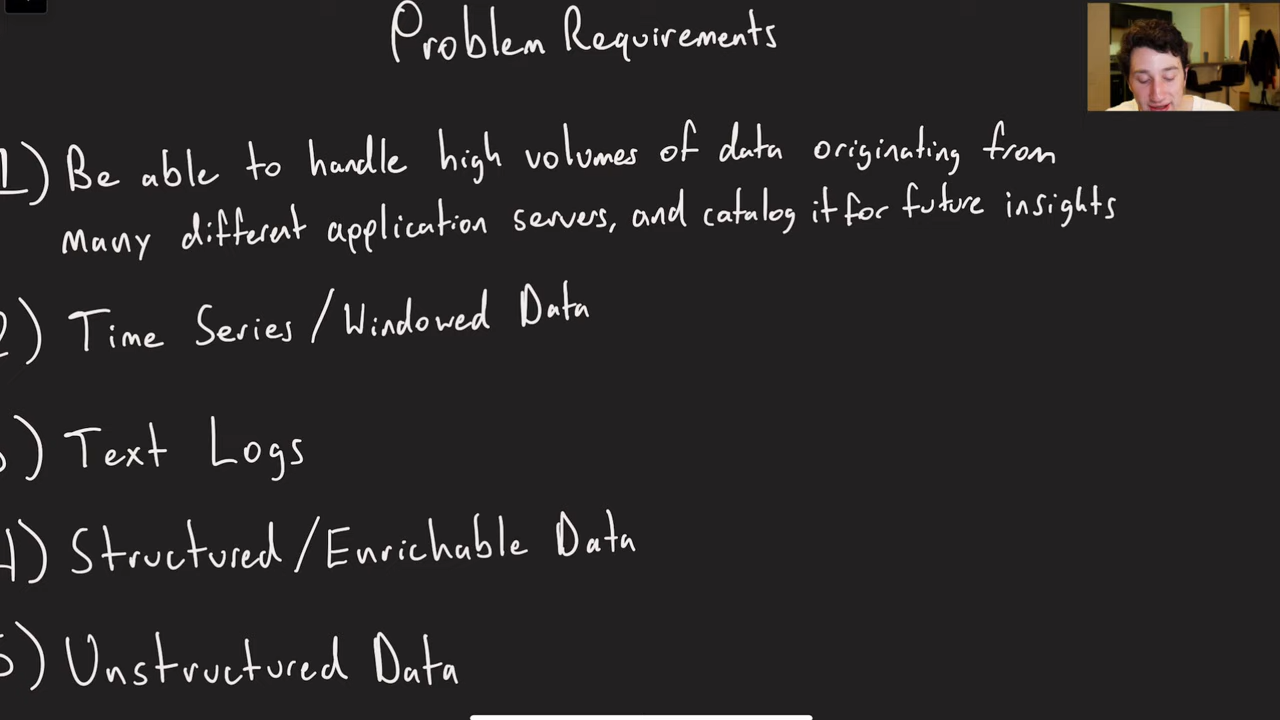 Problem Requirements
1) Be able to handle high volumes of data originating from
many different application servers, and catalog it for future insights
2) Time Series/Windowed Data
3) Text Logs
4) Structured/Enrichable Data
5) Unstructured Data